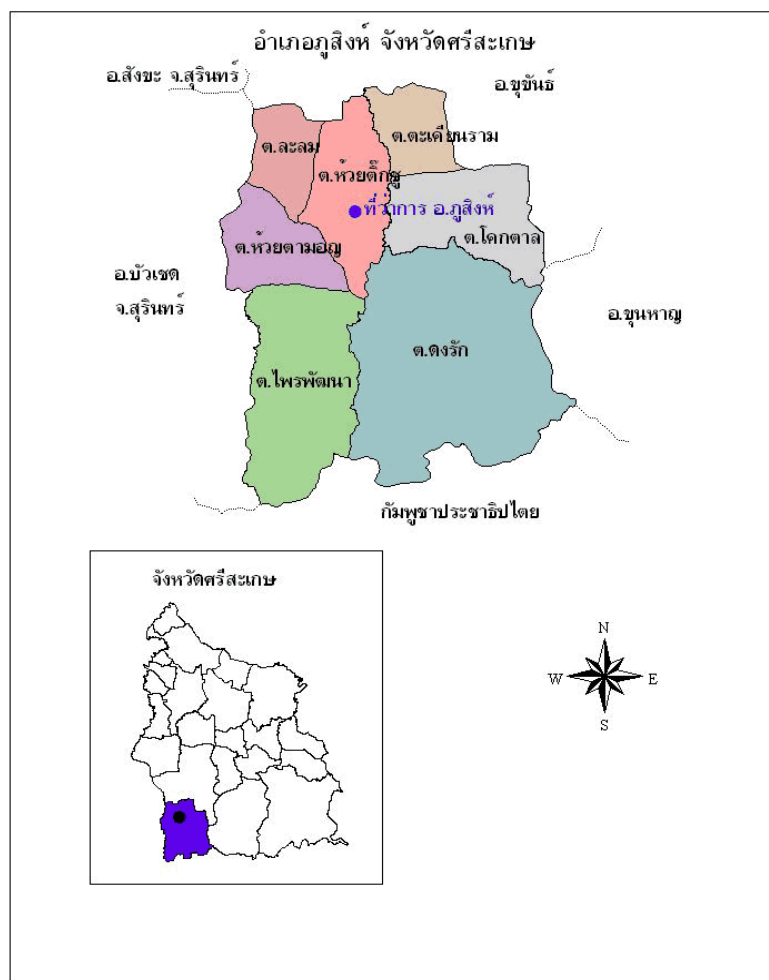 อำเภอภูสิงห์ จังหวัดศรีสะเกษ
อ.สังขะ จ.สุรินทร์
อ.ขุขันธ์
ต.ตะเคียนราม
ต.ละลม
ต.ห้วยติ๊กชู
ที่ว่าการ อ.ภูสิงห์
ต.โคกตาล
ต.ห้วยตามอญ
อ.บัวเชด
จ.สุรินทร์
อ.ขุนหาญ
ต.ดงรัก
ต.ไพรพัฒนา
กัมพูชาประชาธิปไตย
จังหวัดศรีสะเกษ
N
W E
S